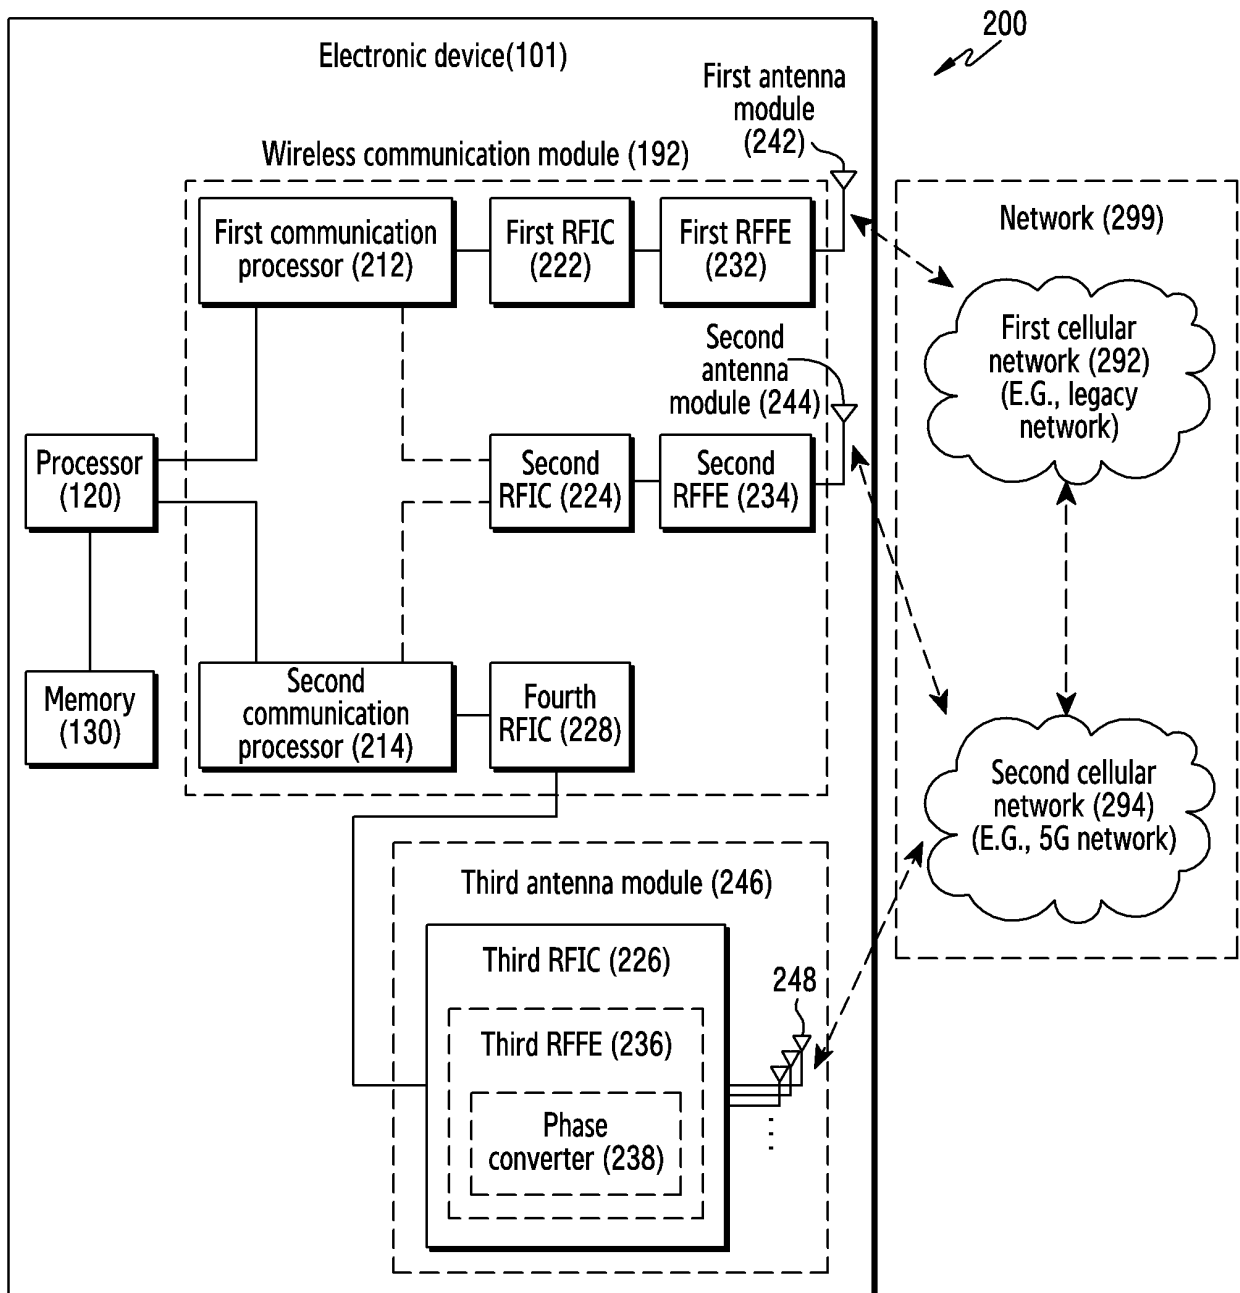 200
Electronic device(101)
First antenna
module
(242)
Wireless communication module (192)
First communication
processor (212)
First RFIC
(222)
First RFFE
(232)
Network (299)
First cellular
network (292)
(E.G., legacy
network)
Second
antenna
module (244)
Processor
(120)
Second
RFIC (224)
Second
RFFE (234)
Memory
(130)
Second
communication
processor (214)
Fourth
RFIC (228)
Second cellular
network (294)
(E.G., 5G network)
Third antenna module (246)
Third RFIC (226)
248
Third RFFE (236)
Phase
converter (238)